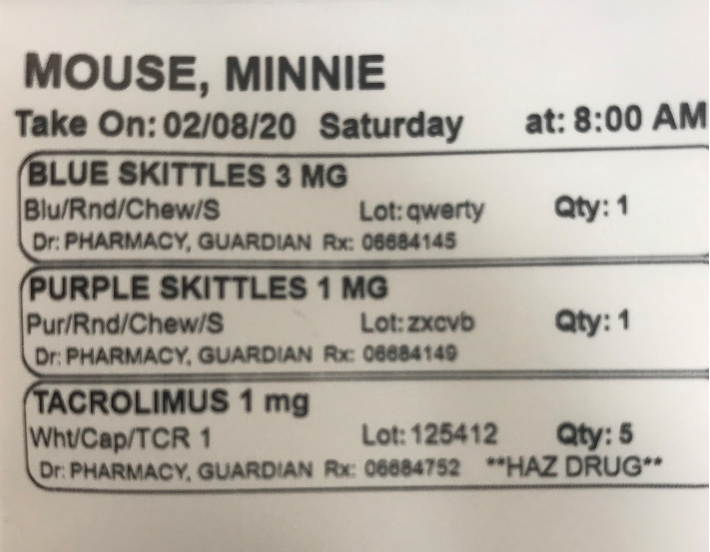 MOUSE, MINNIE
Take On: 02/08/20 Saturday at: 8:00 AM
BLUE SKITTLES 3 MG
Blu/Rnd/Chew/S Lot: qwerty Qty: 1
Dr: PHARMACY, GUARDIAN Rx: 06684145
PURPLE SKITTLES 1 MG
Pur/Rnd/Chew/S Lot: zxcvb Qty: 1
Dr: PHARMACY, GUARDIAN Rx: 06684149
TACROLIMUS 1 mg
Wht/Cap/TCR 1 Lot: 125412 Qty: 5
Dr: PHARMACY, GUARDIAN Rx: 06684752 **HAZ DRUG**